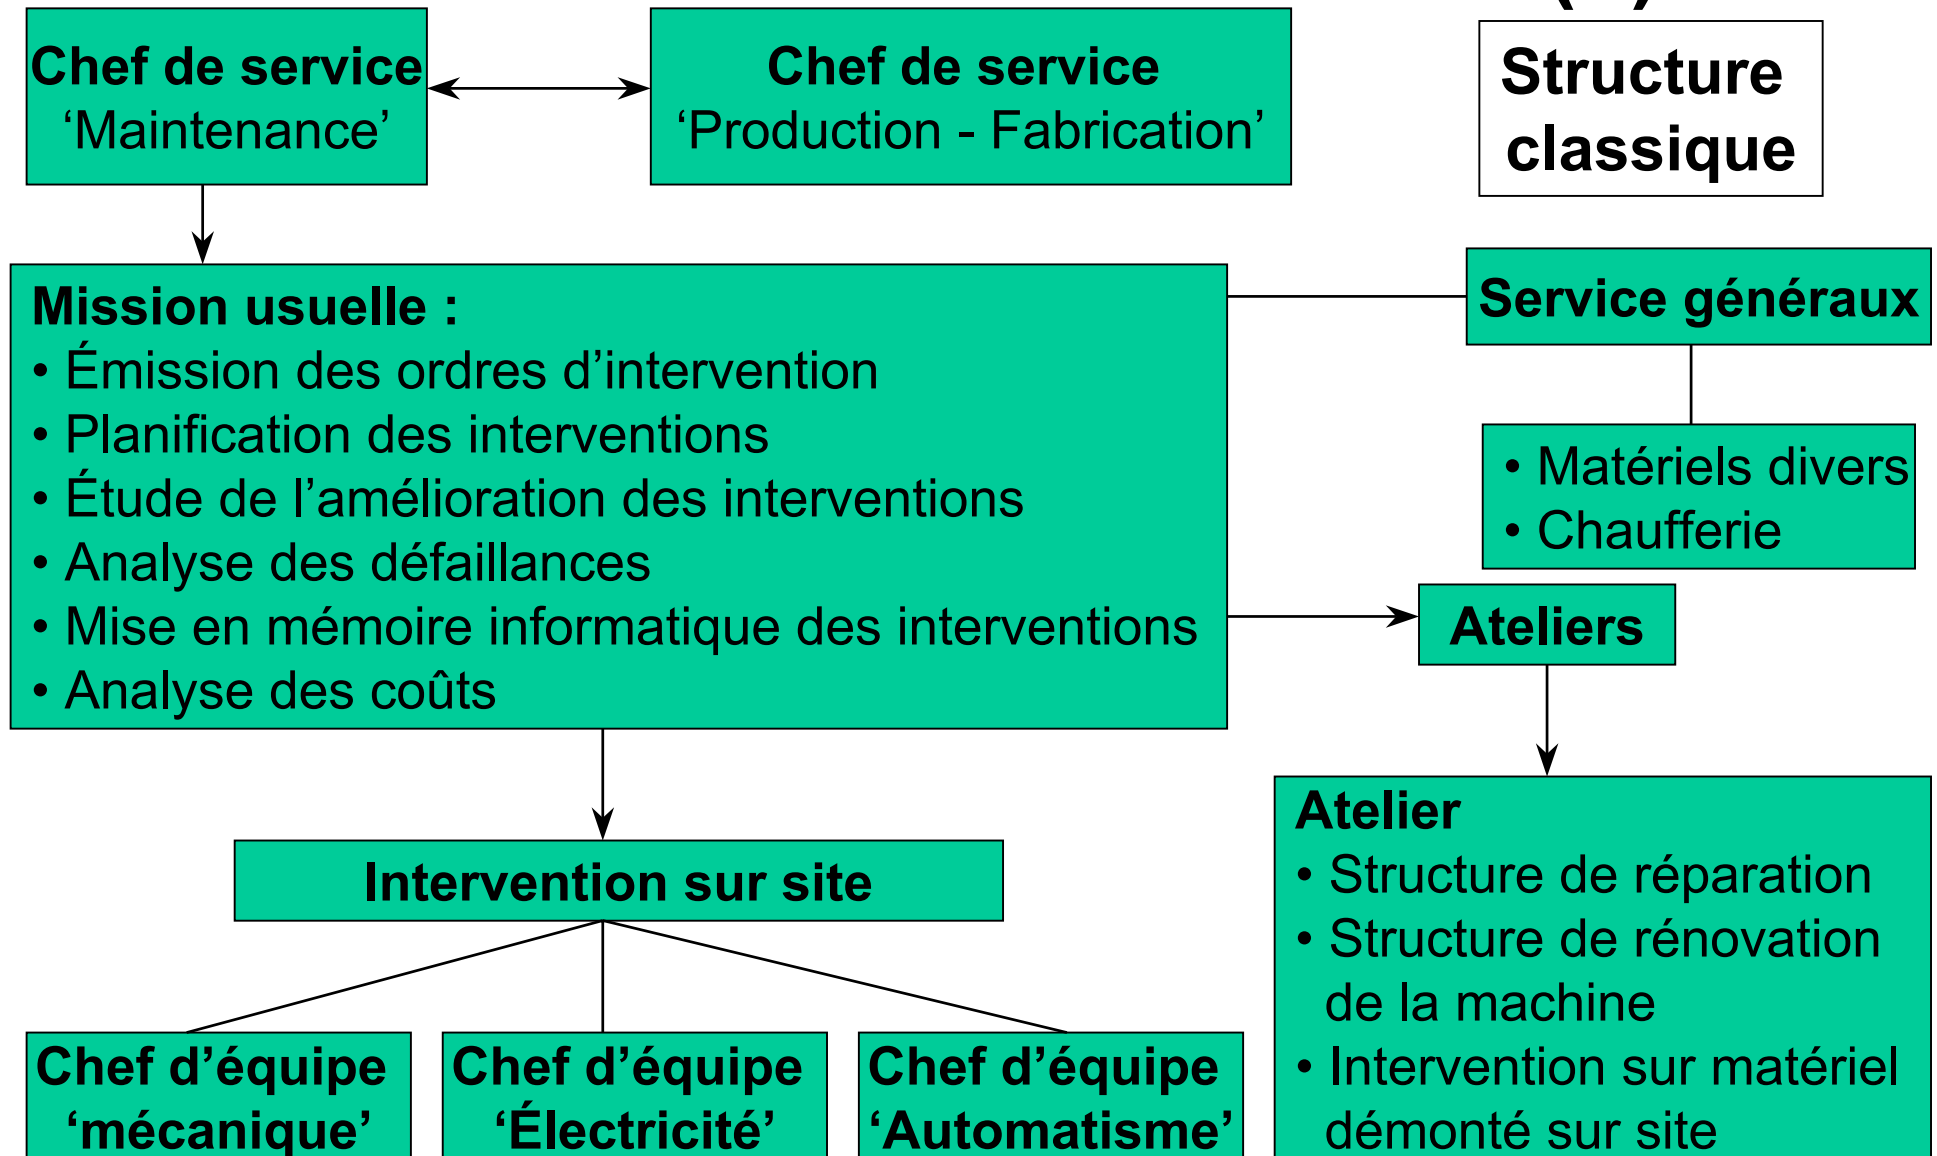 Chef de service
‘Maintenance’
Chef de service
‘Production - Fabrication’
Structure
classique
Mission usuelle :
• Émission des ordres d’intervention
• Planification des interventions
• Étude de l’amélioration des interventions
• Analyse des défaillances
• Mise en mémoire informatique des interventions
• Analyse des coûts
Service généraux
• Matériels divers
• Chaufferie
Ateliers
Intervention sur site
Atelier
• Structure de réparation
• Structure de rénovation
de la machine
• Intervention sur matériel
démonté sur site
Chef d’équipe
‘mécanique’
Chef d’équipe
‘Électricité’
Chef d’équipe
‘Automatisme’